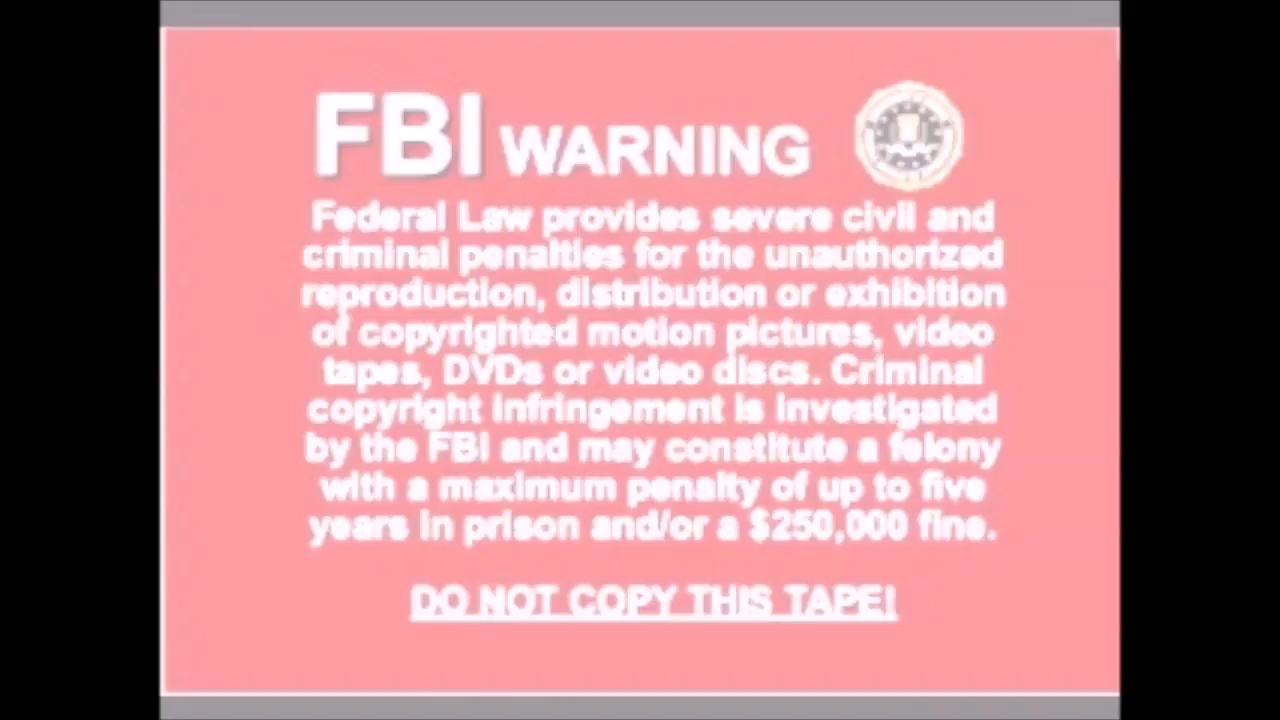 FBI WARNING
Federal Law provides severe civil and
criminal penalties for the unauthorized
reproduction, distribution or exhibition
of copyrighted motion pictures, video
tapes, DVDs or video discs. Criminal
copyright infringement is investigated
by the FBI and may constitute a felony
with a maximum penalty of up to five
years in prison and/or a $250,000 fine.
DO NOT COPY THIS TAPE!